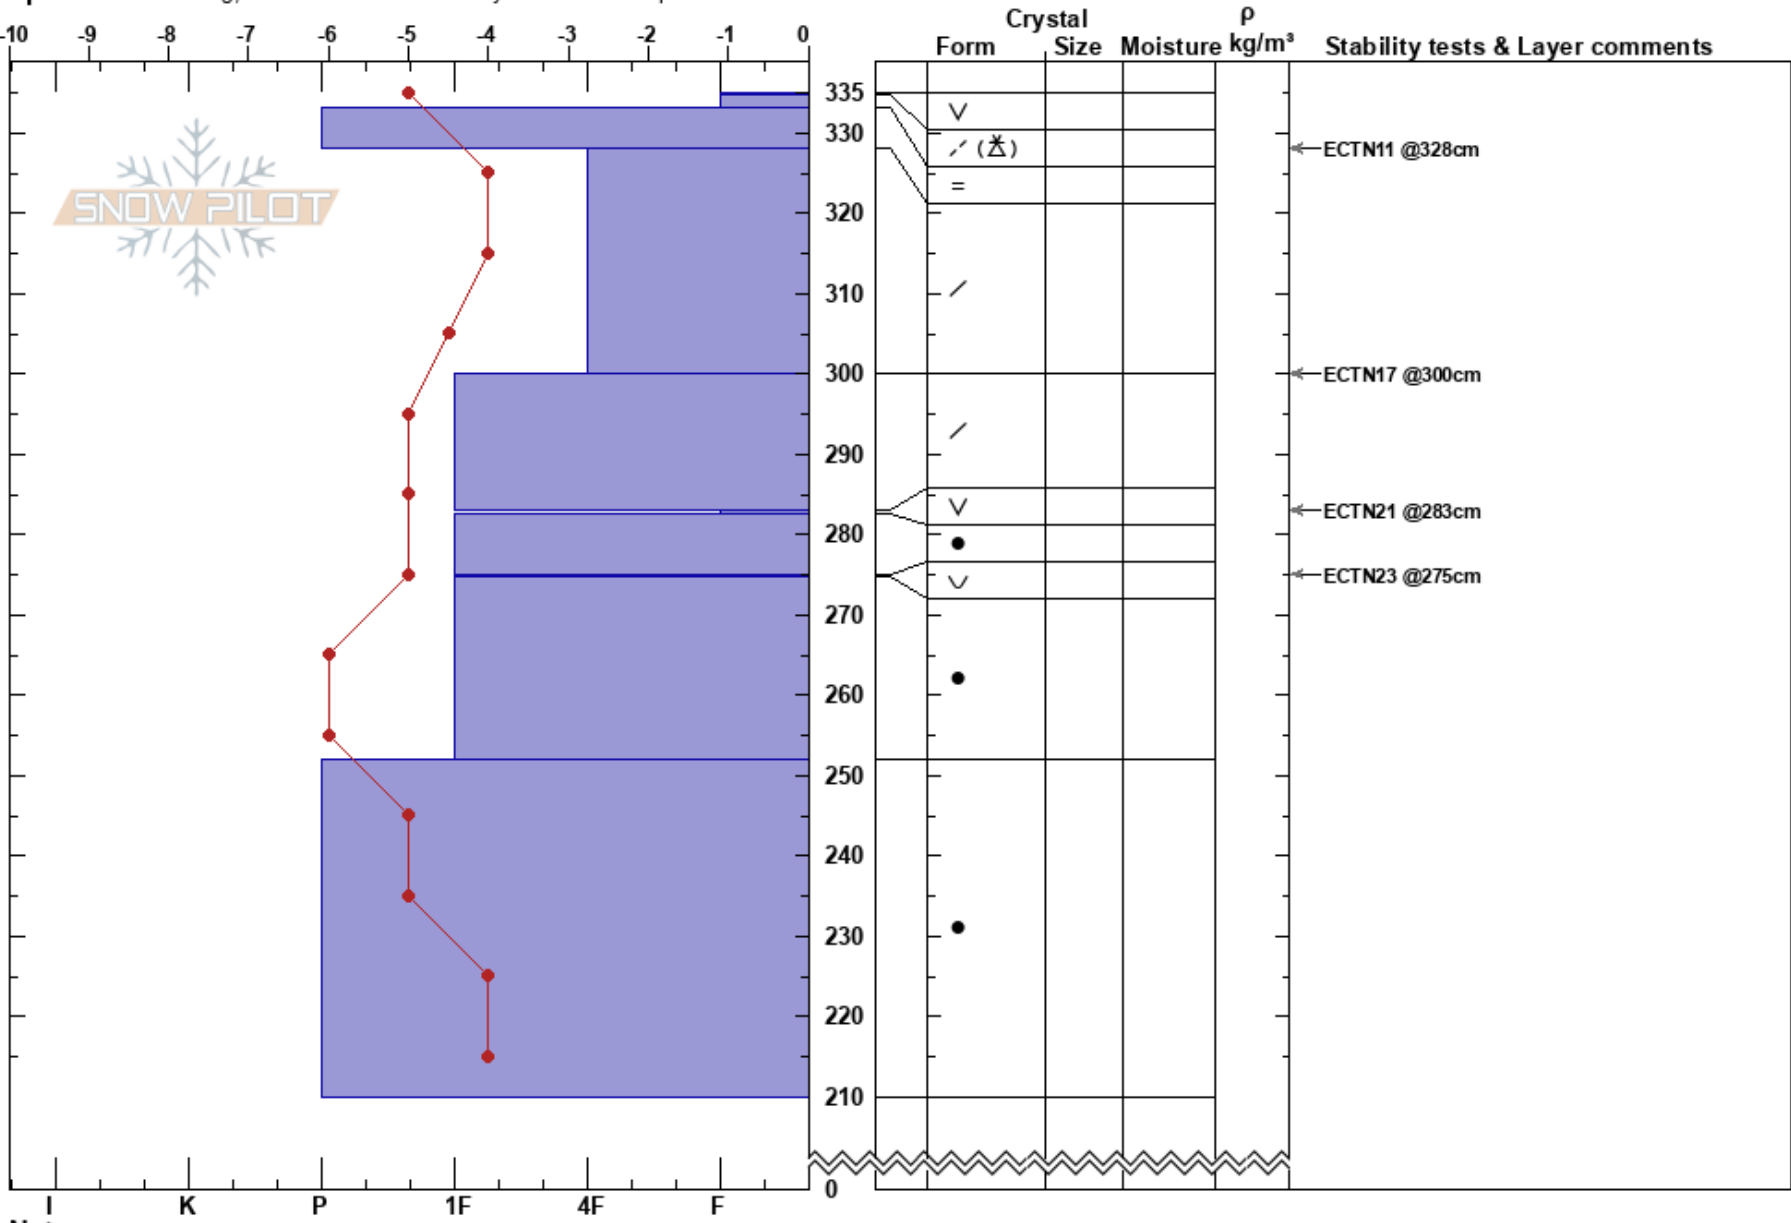 Crystal ρ
-10 -9 -8 -7 -6 -5 -4 -3 -2 -1 0 Form Size Moisture kg/m³ Stability tests & Layer comments
335
330
(
)
ECTN11 @328cm
=
SNOW PILOT
320
310
300 ECTN17 @300cm
290
ECTN21 @283cm
280
ECTN23 @275cm
270
260
250
240
230
220
210
0
I K P 1F 4F F